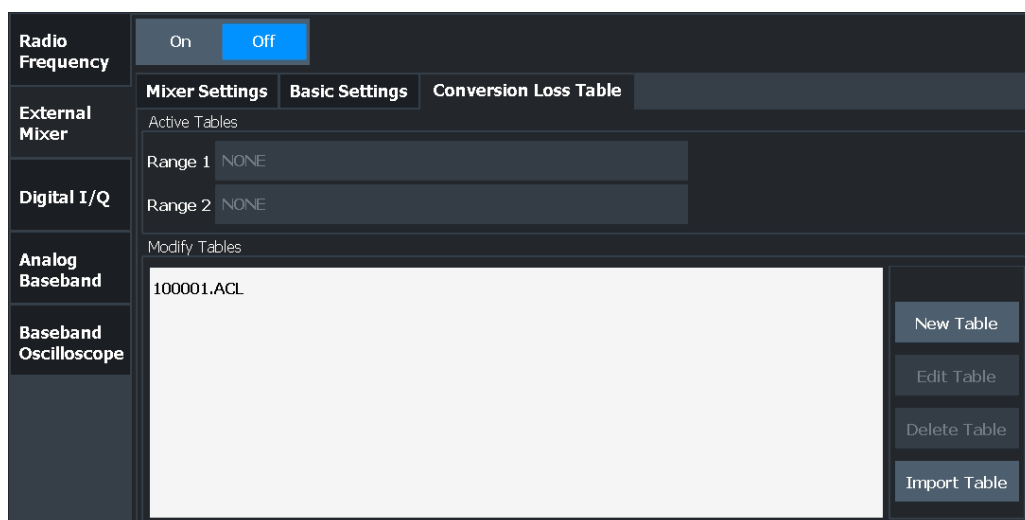 Radio
Frequency
External
Mixer
Digital I/Q
Analog
Baseband
Baseband
Oscilloscope
On Off
Mixer Settings Basic Settings Conversion Loss Table
Active Tables
Range 1 NONE
Range 2 NONE
Modify Tables
100001.ACL
New Table
Edit Table
Delete Table
Import Table